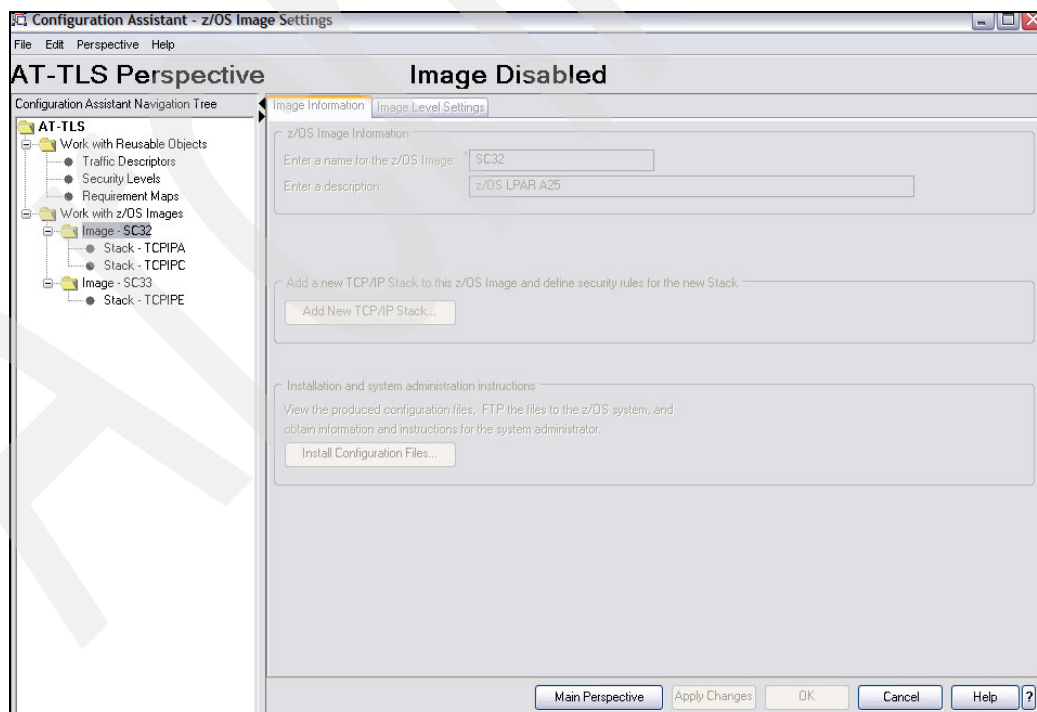 Configuration Assistant - z/OS Image Settings
File Edit Perspective Help
AT-TLS Perspective Image Disabled
Configuration Assistant Navigation Tree
AT-TLS
Work with Reusable Objects
Traffic Descriptors
Security Levels
Requirement Maps
Work with z/OS Images
Image - SC32
Stack - TCPIPA
Stack - TCPIPC
Image - SC33
Stack - TCPIPE
Image Information Image Level Settings
z/OS Image Information
Enter a name for the z/OS Image: * SC32
Enter a description: z/OS LPAR A25
Add a new TCP/IP Stack to this z/OS Image and define security rules for the new Stack
Add New TCP/IP Stack...
Installation and system administration instructions
View the produced configuration files, FTP the files to the z/OS system, and
obtain information and instructions for the system administrator.
Install Configuration Files...
Main Perspective Apply Changes OK Cancel Help ?